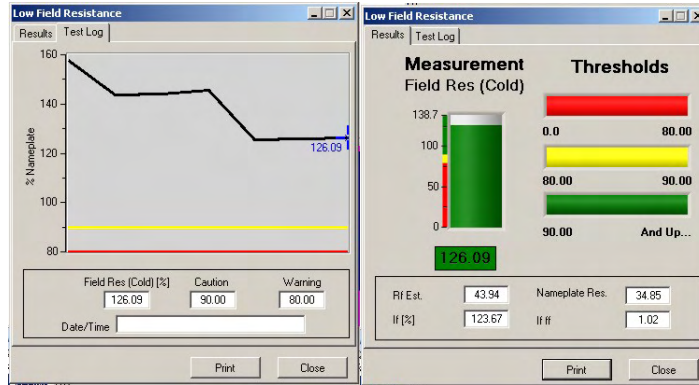 Low Field Resistance
Results Test Log
160
140
120
100
80
% Nameplate
126.09
Field Res (Cold) [%] Caution Warning
126.09 90.00 80.00
Date/Time
Print Close
Low Field Resistance
Results Test Log
Measurement
Field Res (Cold)
138.7
100
50
0
126.09
Thresholds
0.0 80.00
80.00 90.00
90.00 And Up...
Rf Est. 43.94 Nameplate Res. 34.85
If [%] 123.67 If ff 1.02
Print Close